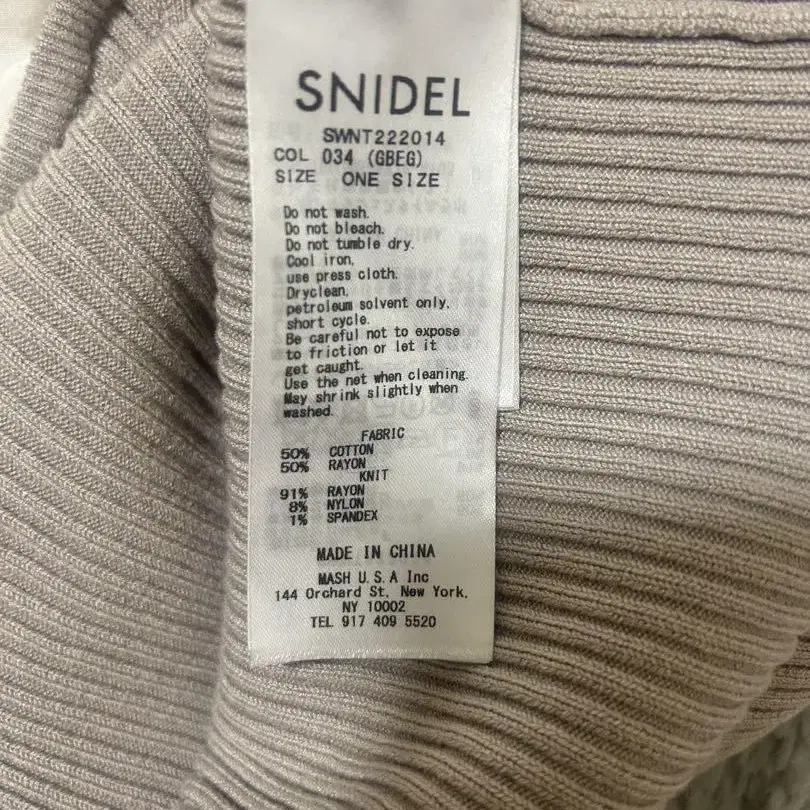 SNIDEL
SWNT222014
COL 034 (GBEG)
SIZE ONE SIZE
Do not wash.
Do not bleach.
Do not tumble dry.
Cool iron,
use press cloth.
Dryclean,
petroleum solvent only,
short cycle.
Be careful not to expose
to friction or let it
get caught.
Use the net when cleaning.
May shrink slightly when
washed.
FABRIC
50% COTTON
50% RAYON
KNIT
91% RAYON
8% NYLON
1% SPANDEX
MADE IN CHINA
MASH U.S.A Inc
144 Orchard St, New York,
NY 10002
TEL 917 409 5520